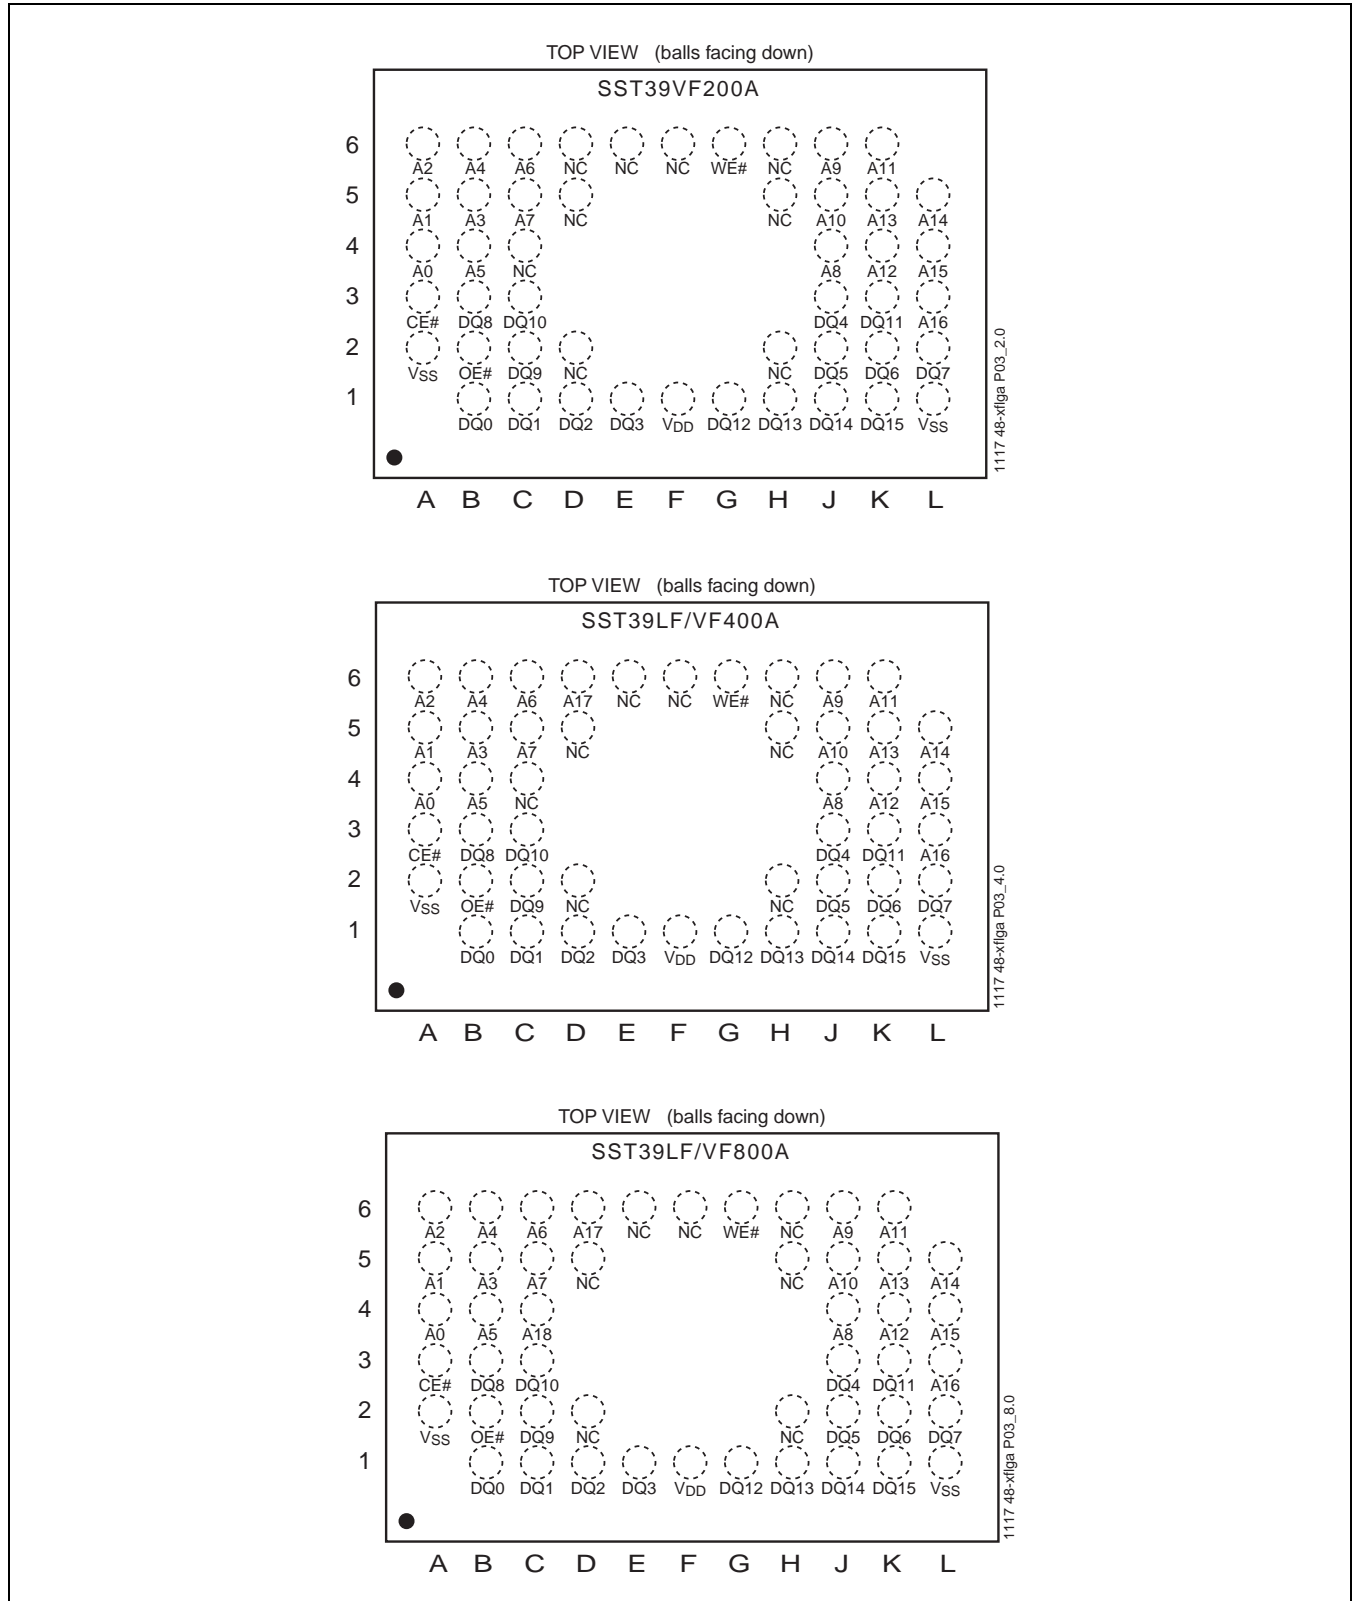 TOP VIEW (balls facing down)
SST39VF200A
6
A2 A4 A6 NC NC NC WE# NC A9 A11
5
A1 A3 A7 NC NC A10 A13 A14
4
A0 A5 NC A8 A12 A15
3
CE# DQ8 DQ10 DQ4 DQ11 A16
2
VSS OE# DQ9 NC NC DQ5 DQ6 DQ7
1
DQ0 DQ1 DQ2 DQ3 VDD DQ12 DQ13 DQ14 DQ15 VSS
1117 48-xflga P03_2.0
A B C D E F G H J K L
TOP VIEW (balls facing down)
SST39LF/VF400A
6
A2 A4 A6 A17 NC NC WE# NC A9 A11
5
A1 A3 A7 NC NC A10 A13 A14
4
A0 A5 NC A8 A12 A15
3
CE# DQ8 DQ10 DQ4 DQ11 A16
2
VSS OE# DQ9 NC NC DQ5 DQ6 DQ7
1
DQ0 DQ1 DQ2 DQ3 VDD DQ12 DQ13 DQ14 DQ15 VSS
1117 48-xflga P03_4.0
A B C D E F G H J K L
TOP VIEW (balls facing down)
SST39LF/VF800A
6
A2 A4 A6 A17 NC NC WE# NC A9 A11
5
A1 A3 A7 NC NC A10 A13 A14
4
A0 A5 A18 A8 A12 A15
3
CE# DQ8 DQ10 DQ4 DQ11 A16
2
VSS OE# DQ9 NC NC DQ5 DQ6 DQ7
1
DQ0 DQ1 DQ2 DQ3 VDD DQ12 DQ13 DQ14 DQ15 VSS
1117 48-xflga P03_8.0
A B C D E F G H J K L